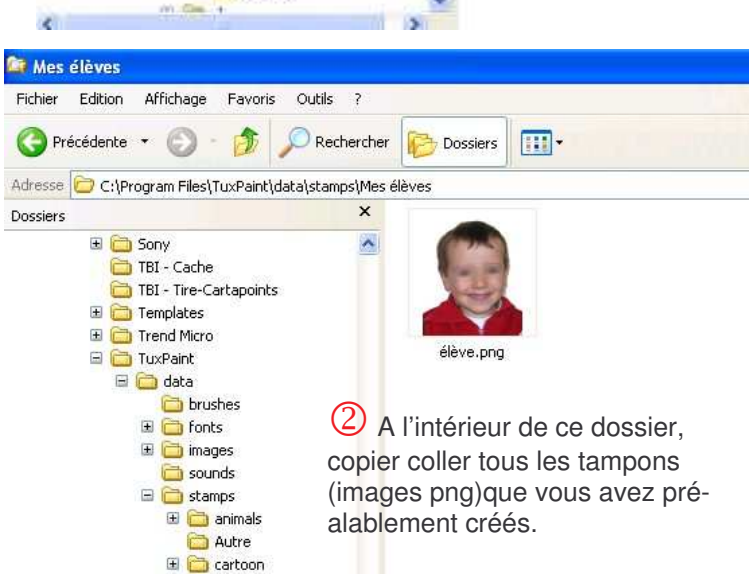 Mes élèves
Fichier Edition Affichage Favoris Outils ?
Précédente Rechercher Dossiers
Adresse C:\Program Files\TuxPaint\data\stamps\Mes élèves
Dossiers x
Sony
TBI - Cache
TBI - Tire-Cartapoints
Templates
Trend Micro
TuxPaint
data
brushes
fonts
images
sounds
stamps
animals
Autre
cartoon
élève.png
② A l’intérieur de ce dossier,
copier coller tous les tampons
(images png)que vous avez pré-
alablement créés.